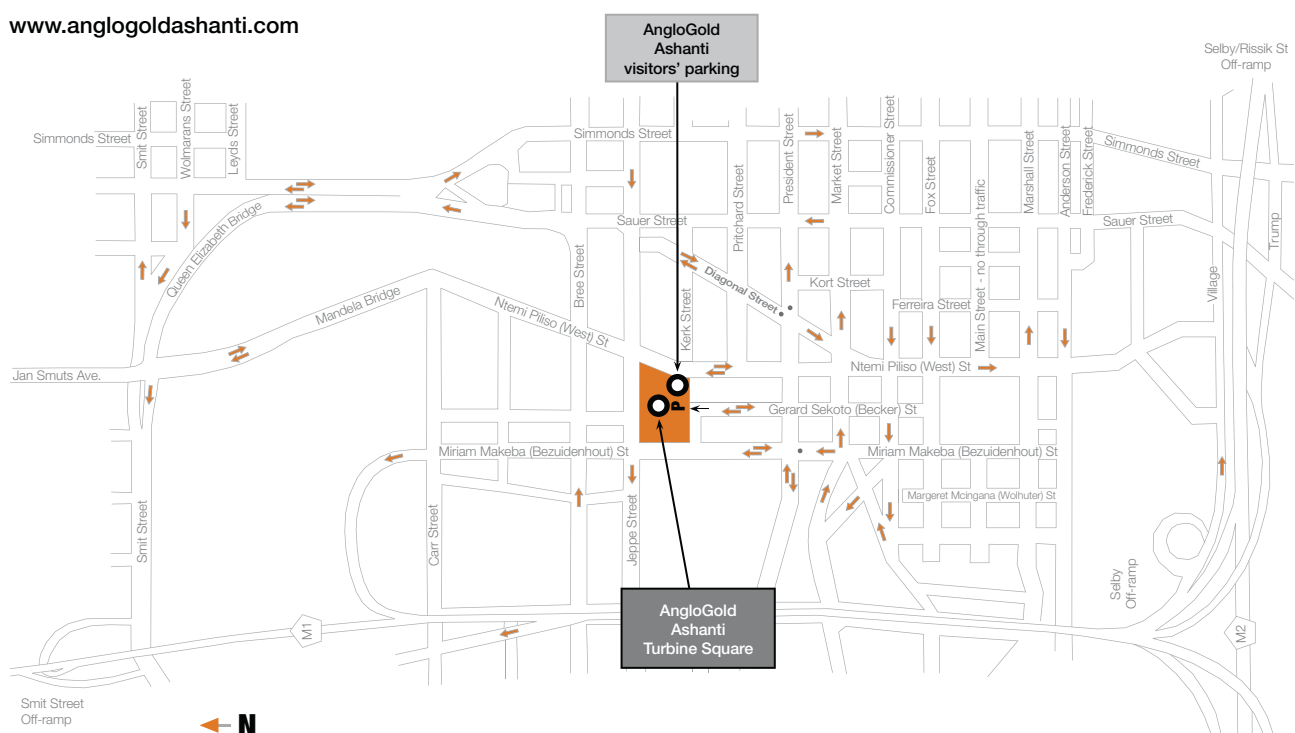 www.anglogoldashanti.com
AngloGold
Ashanti
visitors' parking
Selby/Rissik St
Off-ramp
Simmonds Street
Smit Street
Wolmarans Street
Leyds Street
Simmonds Street
President Street
Market Street
Commissioner Street
Fox Street
Marshall Street
Anderson Street
Frederick Street
Simmonds Street
Queen Elizabeth Bridge
Sauer Street
Pritchard Street
Main Street - no through traffic
Sauer Street
Trump
Village
Bree Street
Diagonal Street
Kort Street
Mandela Bridge
Ntemi Piliso (West) St
Kerk Street
Ferreira Street
Jan Smuts Ave.
Ntemi Piliso (West) St
P
Gerard Sekoto (Becker) St
Miriam Makeba (Bezuidenhout) St
Miriam Makeba (Bezuidenhout) St
Margeret Mcingana (Wolhuter) St
Smit Street
Carr Street
Jeppe Street
Selby
Off-ramp
AngloGold
Ashanti
Turbine Square
M1
M2
Smit Street
Off-ramp
N